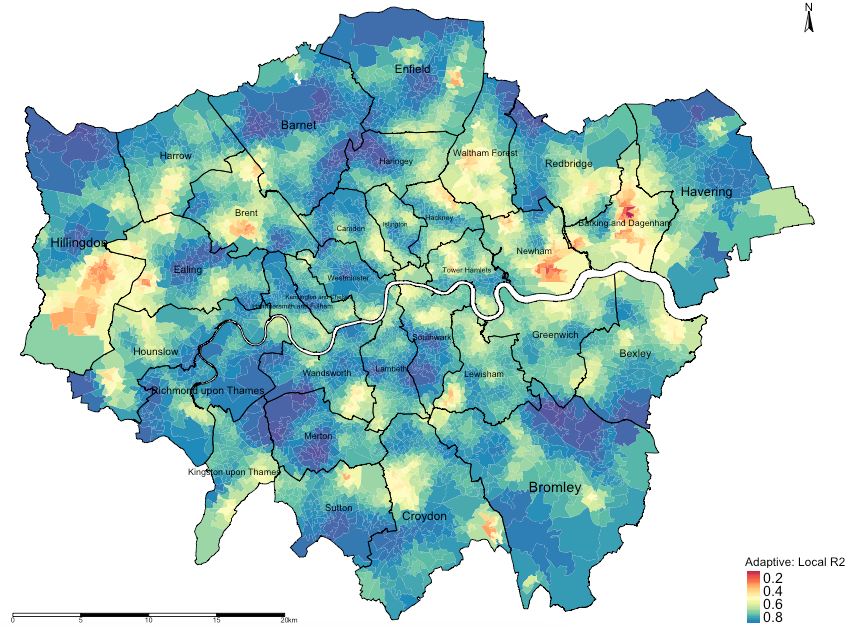 N
Enfield
Barnet
Harrow
Haringey
Waltham Forest
Redbridge
Havering
Brent
Camden
Islington
Hackney
Barking and Dagenham
Hillingdon
Ealing
Newham
Tower Hamlets
Westminster
Kensington and Chelsea
Hammersmith and Fulham
Hounslow
Southwark
Greenwich
Bexley
Richmond upon Thames
Wandsworth
Lambeth
Lewisham
Merton
Kingston upon Thames
Sutton
Croydon
Bromley
Adaptive: Local R2
0.2
0.4
0.6
0.8
0 5 10 15 20km